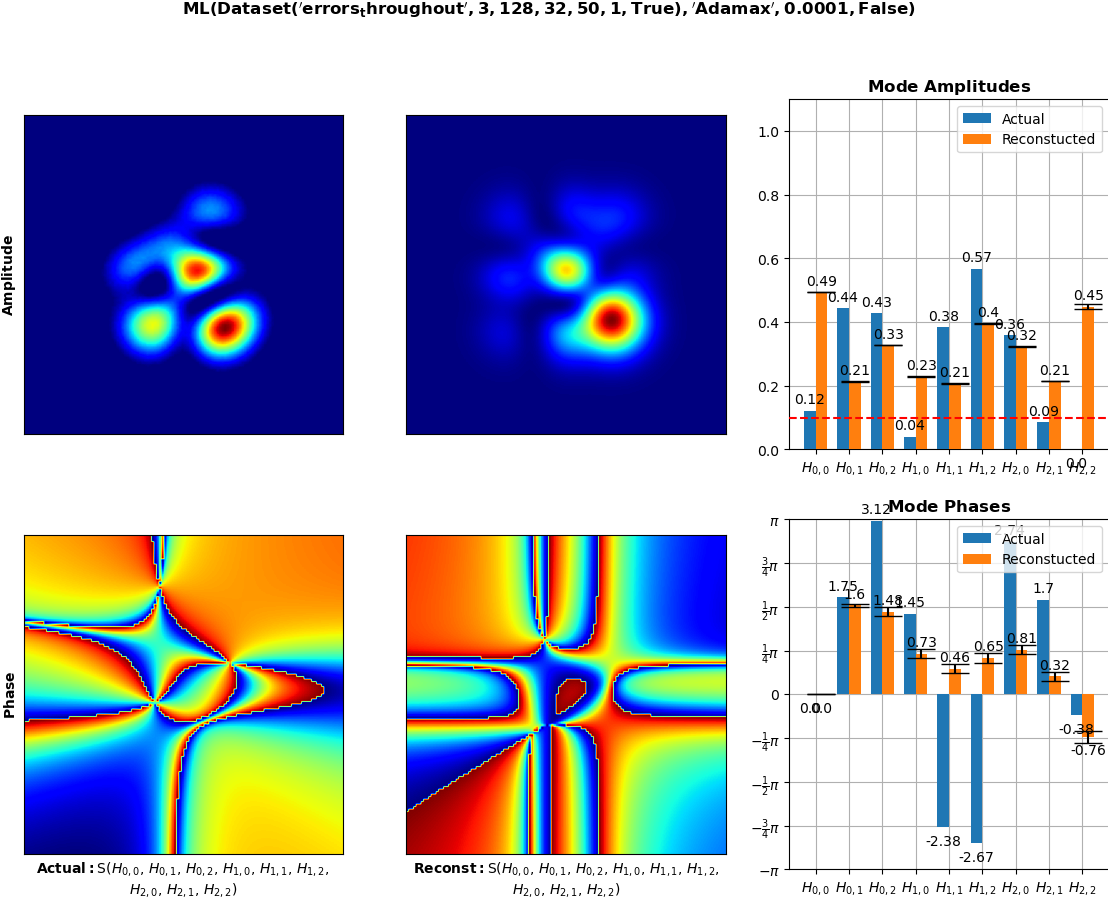 ML(Dataset('errors_throughout', 3, 128, 32, 50, 1, True), 'Adamax', 0.0001, False)
Amplitude
Mode Amplitudes
Actual
Reconstucted
1.0
0.8
0.6
0.4
0.2
0.0
0.12
0.49
0.44
0.21
0.43
0.33
0.04
0.23
0.38
0.21
0.57
0.4
0.36
0.32
0.09
0.21
0.0
0.45
H0,0 H0,1 H0,2 H1,0 H1,1 H1,2 H2,0 H2,1 H2,2
Phase
Mode Phases
Actual
Reconstucted
π
3/4π
1/2π
1/4π
0
−1/4π
−1/2π
−3/4π
−π
0.0
0.0
1.75
1.6
3.12
1.48
1.45
0.73
-2.38
0.46
-2.67
0.65
2.74
0.81
1.7
0.32
-0.38
-0.76
H0,0 H0,1 H0,2 H1,0 H1,1 H1,2 H2,0 H2,1 H2,2
Actual: S(H0,0, H0,1, H0,2, H1,0, H1,1, H1,2,
H2,0, H2,1, H2,2)
Reconst: S(H0,0, H0,1, H0,2, H1,0, H1,1, H1,2,
H2,0, H2,1, H2,2)